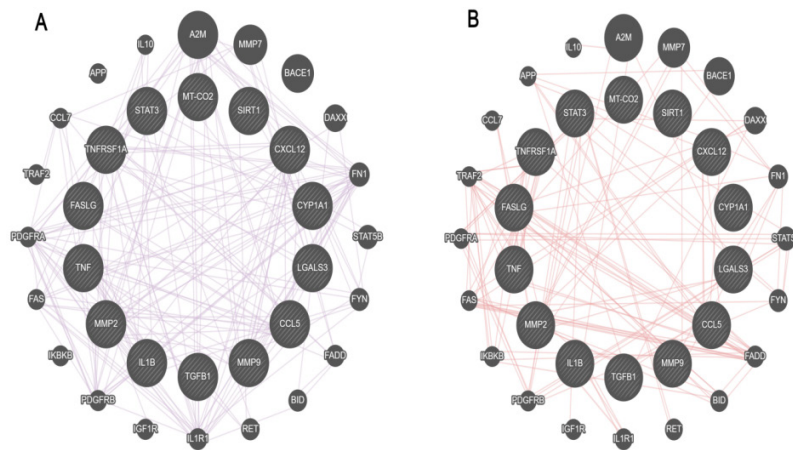 A
A2M
IL10
MMP7
APP
BACE1
MT-CO2
STAT3
SIRT1
CCL7
DAXX
TNFRSF1A
CXCL12
TRAF2
FN1
FASLG
CYP1A1
PDGFRA
STAT5B
TNF
LGALS3
FAS
FYN
MMP2
CCL5
IKBKB
FADD
IL1B
MMP9
TGFB1
PDGFRB
BID
IGF1R
RET
IL1R1
B
A2M
IL10
MMP7
APP
BACE1
MT-CO2
STAT3
SIRT1
CCL7
DAXX
TNFRSF1A
CXCL12
TRAF2
FN1
FASLG
CYP1A1
PDGFRA
STAT5
TNF
LGALS3
FAS
FYN
MMP2
CCL5
IKBKB
FADD
IL1B
MMP9
TGFB1
PDGFRB
BID
IGF1R
RET
IL1R1